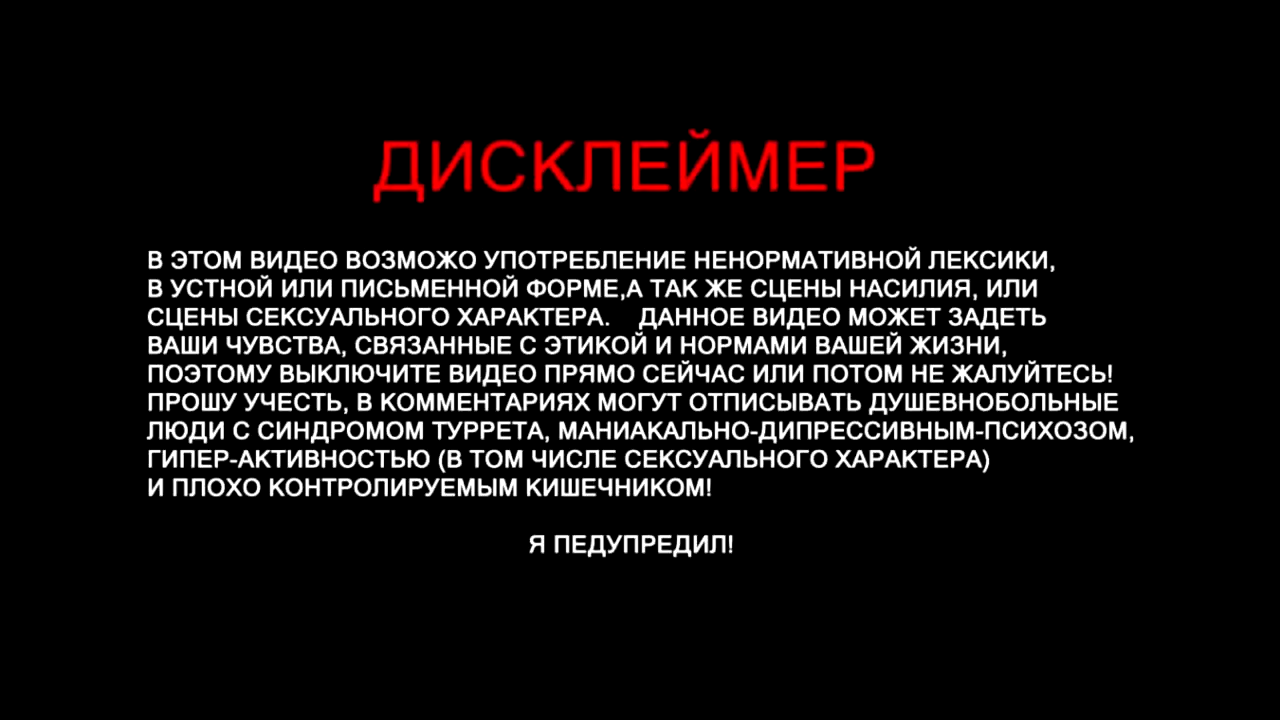 ДИСКЛЕЙМЕР
В ЭТОМ ВИДЕО ВОЗМОЖО УПОТРЕБЛЕНИЕ НЕНОРМАТИВНОЙ ЛЕКСИКИ,
В УСТНОЙ ИЛИ ПИСЬМЕННОЙ ФОРМЕ,А ТАК ЖЕ СЦЕНЫ НАСИЛИЯ, ИЛИ
СЦЕНЫ СЕКСУАЛЬНОГО ХАРАКТЕРА. ДАННОЕ ВИДЕО МОЖЕТ ЗАДЕТЬ
ВАШИ ЧУВСТВА, СВЯЗАННЫЕ С ЭТИКОЙ И НОРМАМИ ВАШЕЙ ЖИЗНИ,
ПОЭТОМУ ВЫКЛЮЧИТЕ ВИДЕО ПРЯМО СЕЙЧАС ИЛИ ПОТОМ НЕ ЖАЛУЙТЕСЬ!
ПРОШУ УЧЕСТЬ, В КОММЕНТАРИЯХ МОГУТ ОТПИСЫВАТЬ ДУШЕВНОБОЛЬНЫЕ
ЛЮДИ С СИНДРОМОМ ТУРРЕТА, МАНИАКАЛЬНО-ДИПРЕССИВНЫМ-ПСИХОЗОМ,
ГИПЕР-АКТИВНОСТЬЮ (В ТОМ ЧИСЛЕ СЕКСУАЛЬНОГО ХАРАКТЕРА)
И ПЛОХО КОНТРОЛИРУЕМЫМ КИШЕЧНИКОМ!
Я ПЕДУПРЕДИЛ!